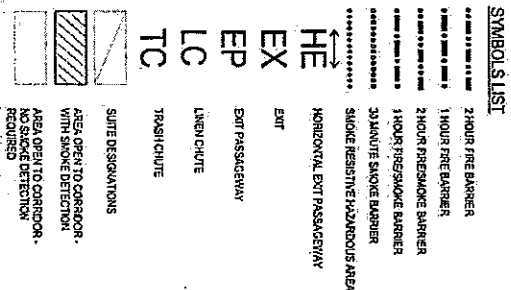 SYMBOLS LIST
2 HOUR FIRE BARRIER
1 HOUR FIRE BARRIER
2 HOUR FIRE/SMOKE BARRIER
1 HOUR FIRE/SMOKE BARRIER
30 MINUTE SMOKE BARRIER
SMOKE RESISTIVE HAZARDOUS AREA
HE HORIZONTAL EXIT PASSAGEWAY
EX EXIT
EP EXIT PASSAGEWAY
LC LINEN CHUTE
TC TRASH CHUTE
SUITE DESIGNATIONS
AREA OPEN TO CORRIDOR -
WITH SMOKE DETECTION
AREA OPEN TO CORRIDOR -
NO SMOKE DETECTION
REQUIRED